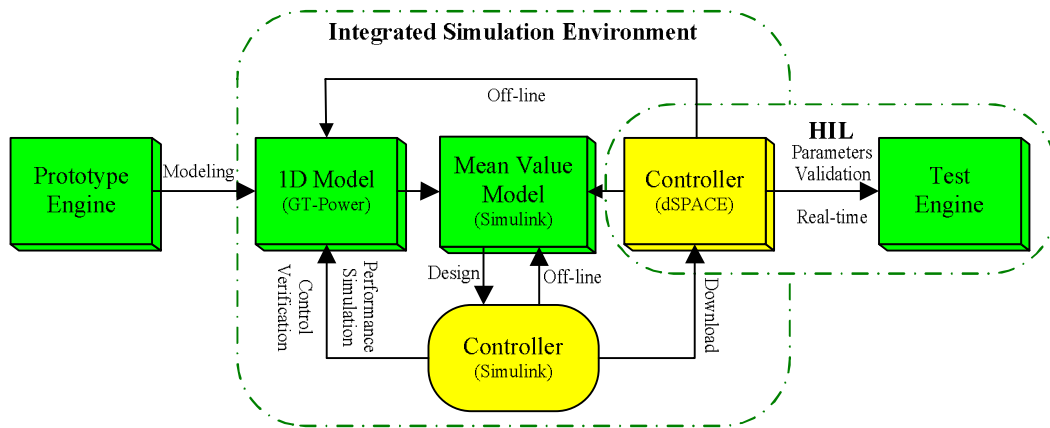 Integrated Simulation Environment
Off-line
HIL
Prototype
Engine
Modeling
1D Model
(GT-Power)
Mean Value
Model
(Simulink)
Controller
(dSPACE)
Parameters
Validation
Real-time
Test
Engine
Control
Verification
Performance
Simulation
Design
Off-line
Download
Controller
(Simulink)